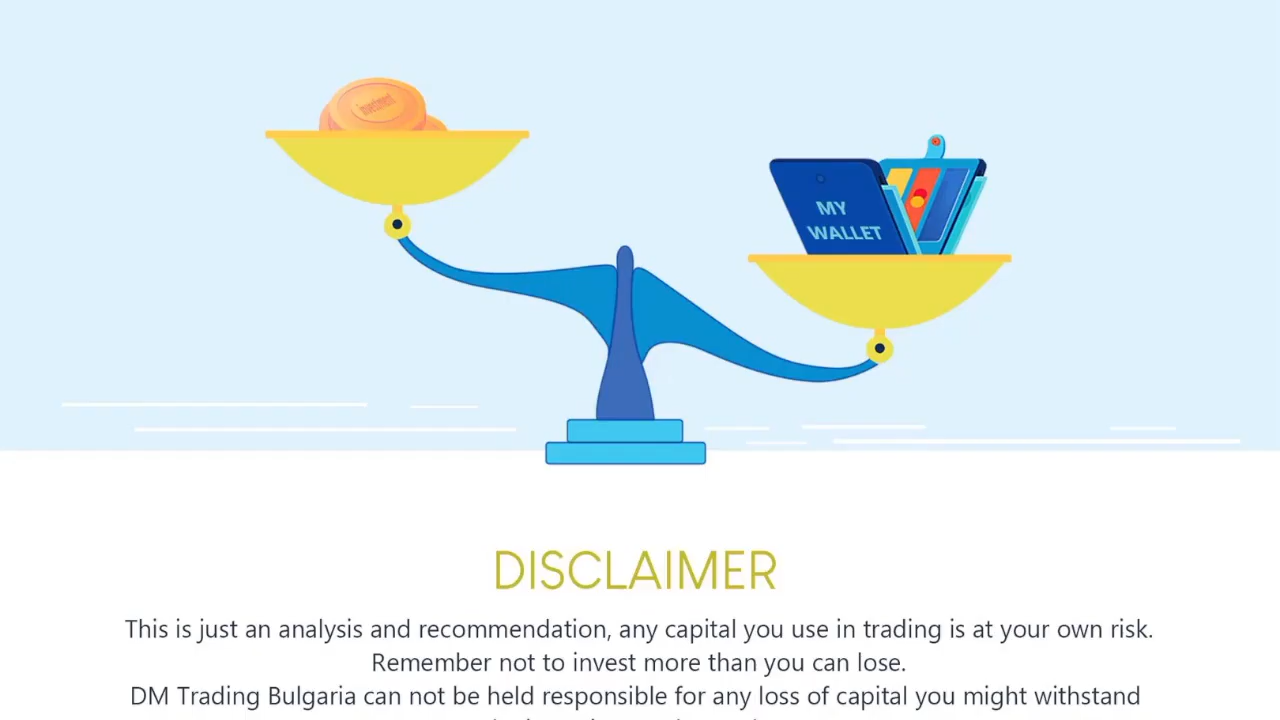 investment
MY
WALLET
DISCLAIMER
This is just an analysis and recommendation, any capital you use in trading is at your own risk.
Remember not to invest more than you can lose.
DM Trading Bulgaria can not be held responsible for any loss of capital you might withstand